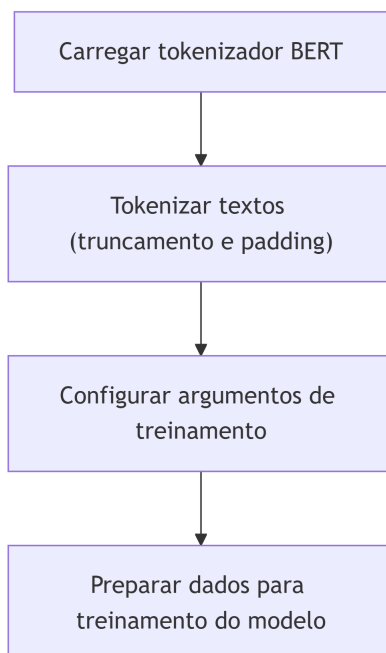 Carregar tokenizador BERT
Tokenizar textos
(truncamento e padding)
Configurar argumentos de
treinamento
Preparar dados para
treinamento do modelo